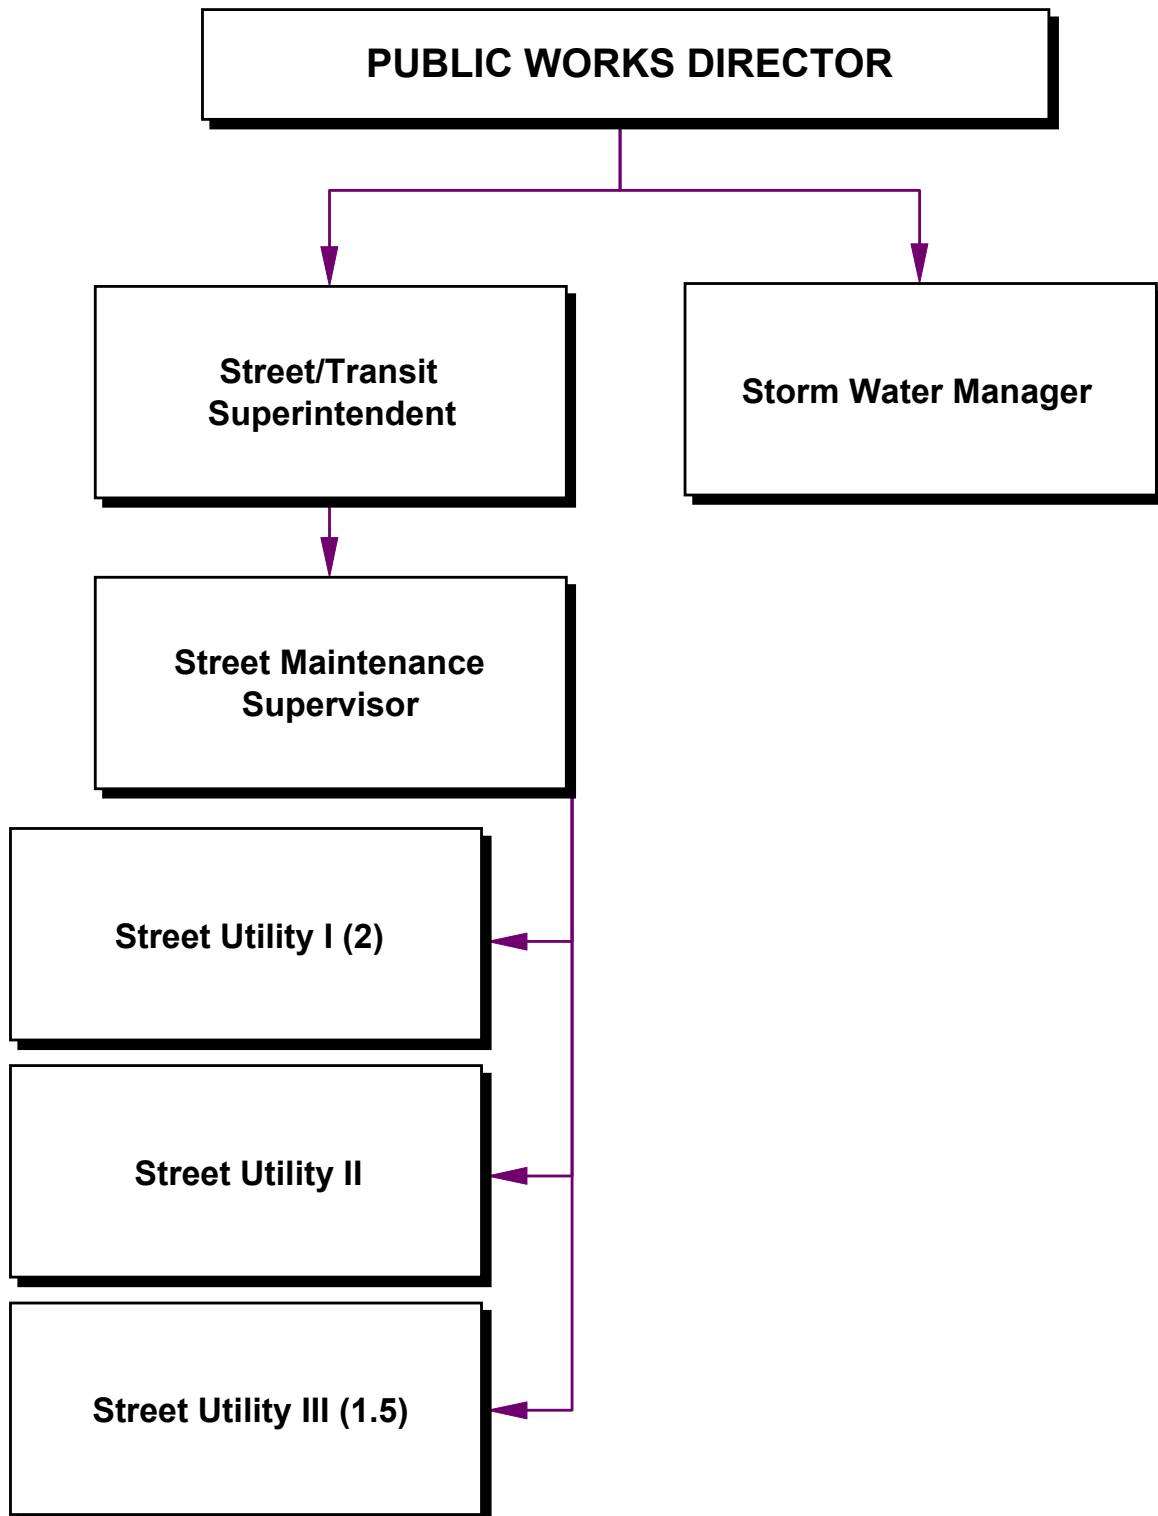 PUBLIC WORKS DIRECTOR
Street/Transit
Superintendent
Storm Water Manager
Street Maintenance
Supervisor
Street Utility I (2)
Street Utility II
Street Utility III (1.5)